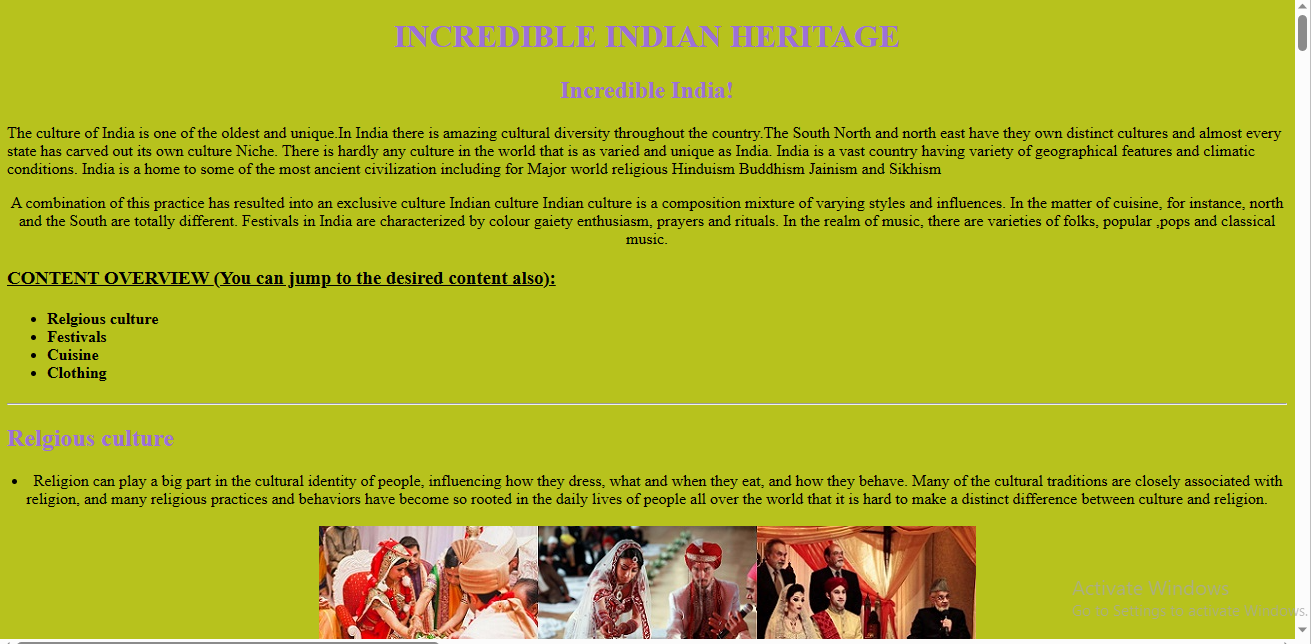 INCREDIBLE INDIAN HERITAGE
Incredible India!
The culture of India is one of the oldest and unique.In India there is amazing cultural diversity throughout the country.The South North and north east have they own distinct cultures and almost every
state has carved out its own culture Niche. There is hardly any culture in the world that is as varied and unique as India. India is a vast country having variety of geographical features and climatic
conditions. India is a home to some of the most ancient civilization including for Major world religious Hinduism Buddhism Jainism and Sikhism
A combination of this practice has resulted into an exclusive culture Indian culture Indian culture is a composition mixture of varying styles and influences. In the matter of cuisine, for instance, north
and the South are totally different. Festivals in India are characterized by colour gaiety enthusiasm, prayers and rituals. In the realm of music, there are varieties of folks, popular ,pops and classical
music.
CONTENT OVERVIEW (You can jump to the desired content also):
• Relgious culture
• Festivals
• Cuisine
• Clothing
Relgious culture
• Religion can play a big part in the cultural identity of people, influencing how they dress, what and when they eat, and how they behave. Many of the cultural traditions are closely associated with
religion, and many religious practices and behaviors have become so rooted in the daily lives of people all over the world that it is hard to make a distinct difference between culture and religion.
Activate Windows
Go to Settings to activate Windows.